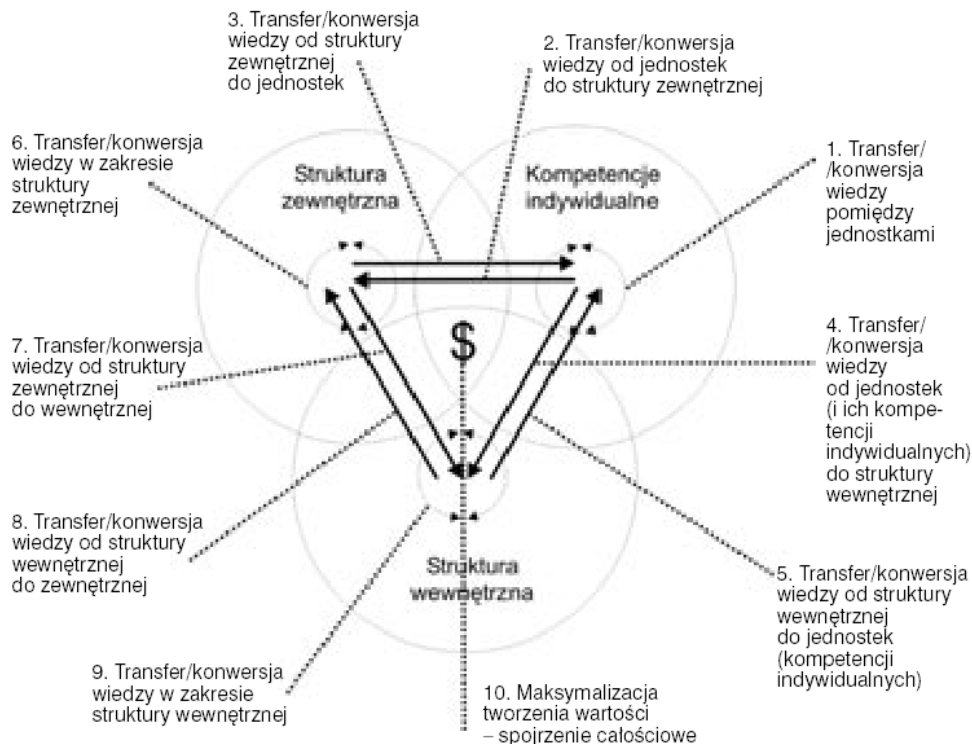 3. Transfer/konwersja
wiedzy od struktury
zewnętrznej
do jednostek
2. Transfer/konwersja
wiedzy od jednostek
do struktury zewnętrznej
6. Transfer/konwersja
wiedzy w zakresie
struktury
zewnętrznej
Struktura
zewnętrzna
Kompetencje
indywidualne
1. Transfer/
/konwersja
wiedzy
pomiędzy
jednostkami
$
7. Transfer/konwersja
wiedzy od struktury
zewnętrznej
do wewnętrznej
4. Transfer/
/konwersja
wiedzy
od jednostek
(i ich kompe-
tencji
indywidualnych)
do struktury
wewnętrznej
8. Transfer/konwersja
wiedzy od struktury
wewnętrznej
do zewnętrznej
Struktura
wewnętrzna
5. Transfer/konwersja
wiedzy od struktury
wewnętrznej
do jednostek
(kompetencji
indywidualnych)
9. Transfer/konwersja
wiedzy w zakresie
struktury wewnętrznej
10. Maksymalizacja
tworzenia wartości
– spojrzenie całościowe